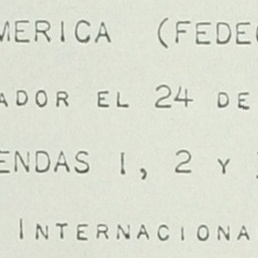 MERICA (FEDE
ADOR EL 24 DE
ENDAS 1, 2 Y
INTERNACIONA